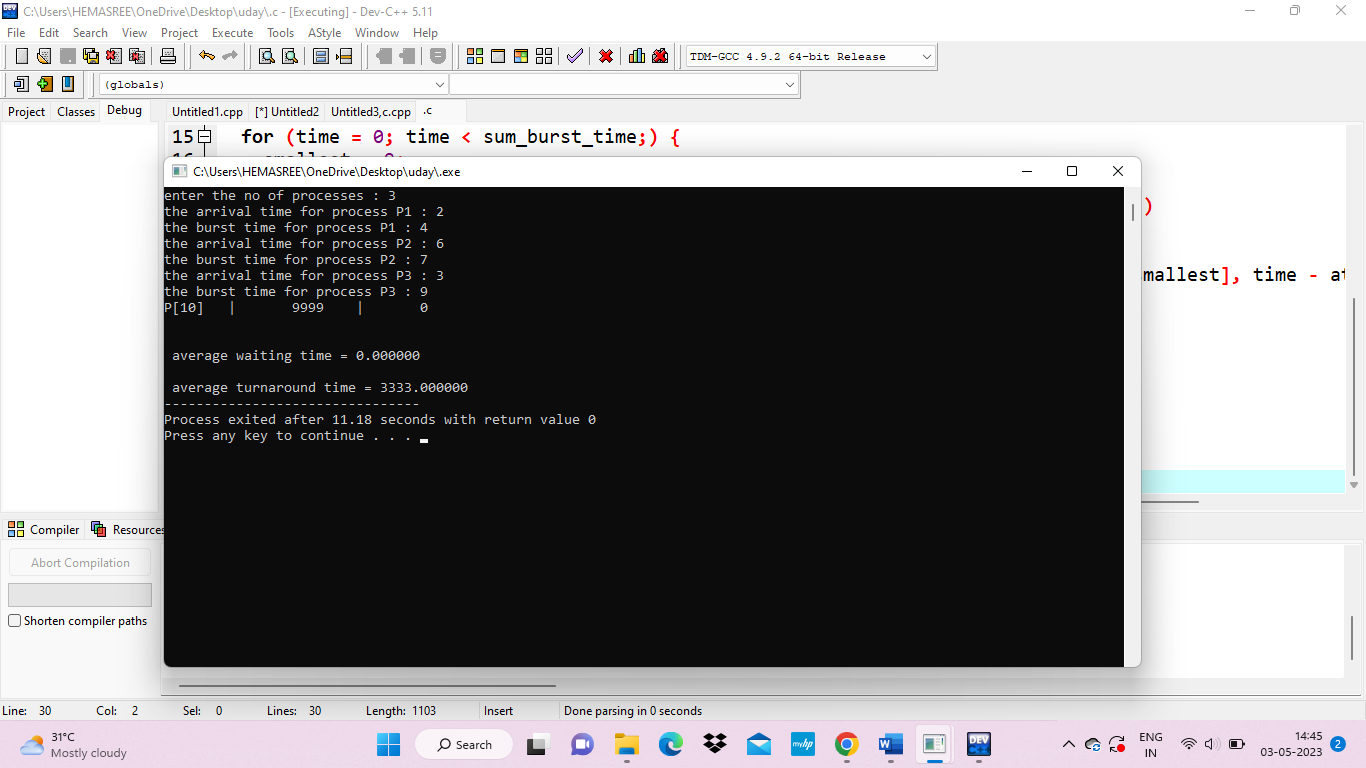 C:\Users\HEMASREE\OneDrive\Desktop\uday\.c - [Executing] - Dev-C++ 5.11
File Edit Search View Project Execute Tools AStyle Window Help
TDM-GCC 4.9.2 64-bit Release
(globals)
Project Classes Debug
Untitled1.cpp [*] Untitled2 Untitled3,c.cpp .c
15 for (time = 0; time < sum_burst_time;) {
C:\Users\HEMASREE\OneDrive\Desktop\uday\.exe
enter the no of processes : 3
the arrival time for process P1 : 2
the burst time for process P1 : 4
the arrival time for process P2 : 6
the burst time for process P2 : 7
the arrival time for process P3 : 3
the burst time for process P3 : 9
P[10] | 9999 | 0
average waiting time = 0.000000
average turnaround time = 3333.000000
--------------------------------
Process exited after 11.18 seconds with return value 0
Press any key to continue . . .
)
mallest], time - at
Compiler Resources
Abort Compilation
Shorten compiler paths
Line: 30 Col: 2 Sel: 0 Lines: 30 Length: 1103 Insert Done parsing in 0 seconds
31°C
Mostly cloudy
Search
myhp
W
DEV
ENG
IN
14:45
03-05-2023
2